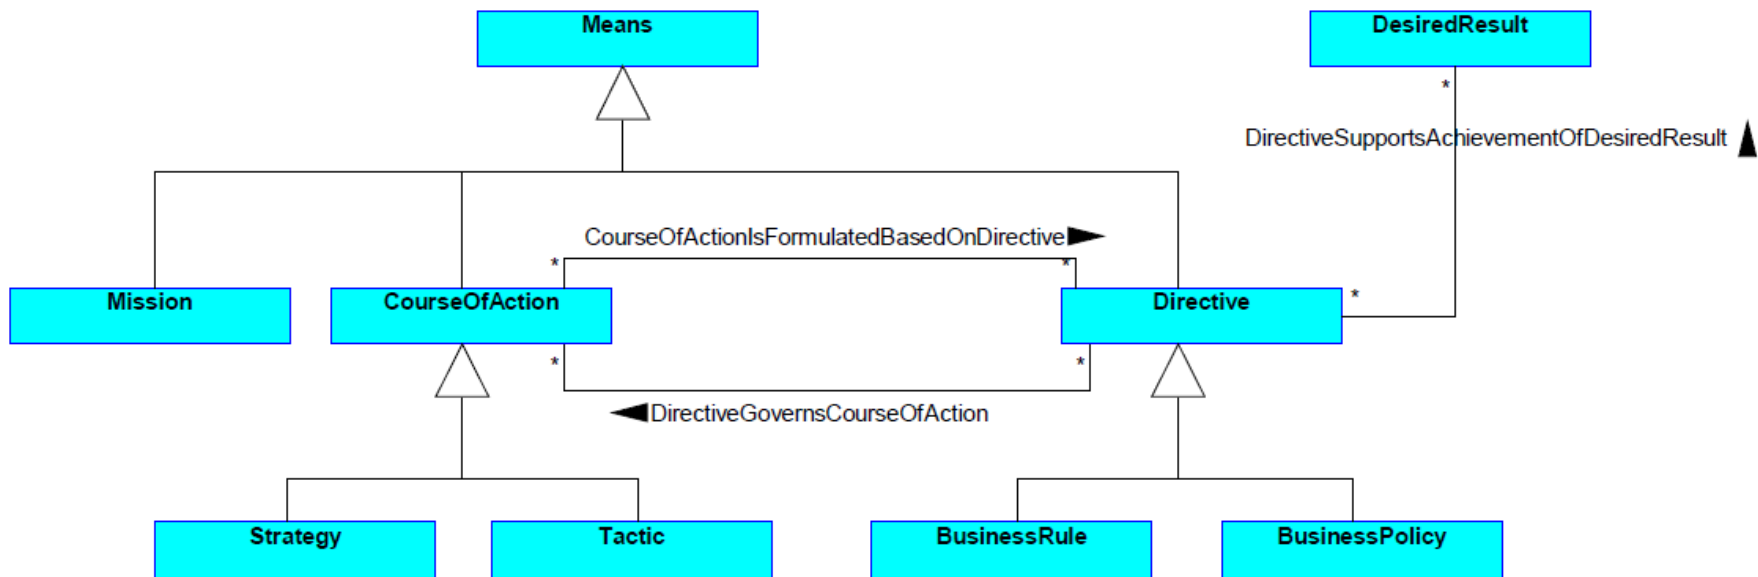 Means
DesiredResult
*
DirectiveSupportsAchievementOfDesiredResult
CourseOfActionIsFormulatedBasedOnDirective
*
*
Mission
CourseOfAction
Directive
*
*
*
DirectiveGovernsCourseOfAction
Strategy
Tactic
BusinessRule
BusinessPolicy